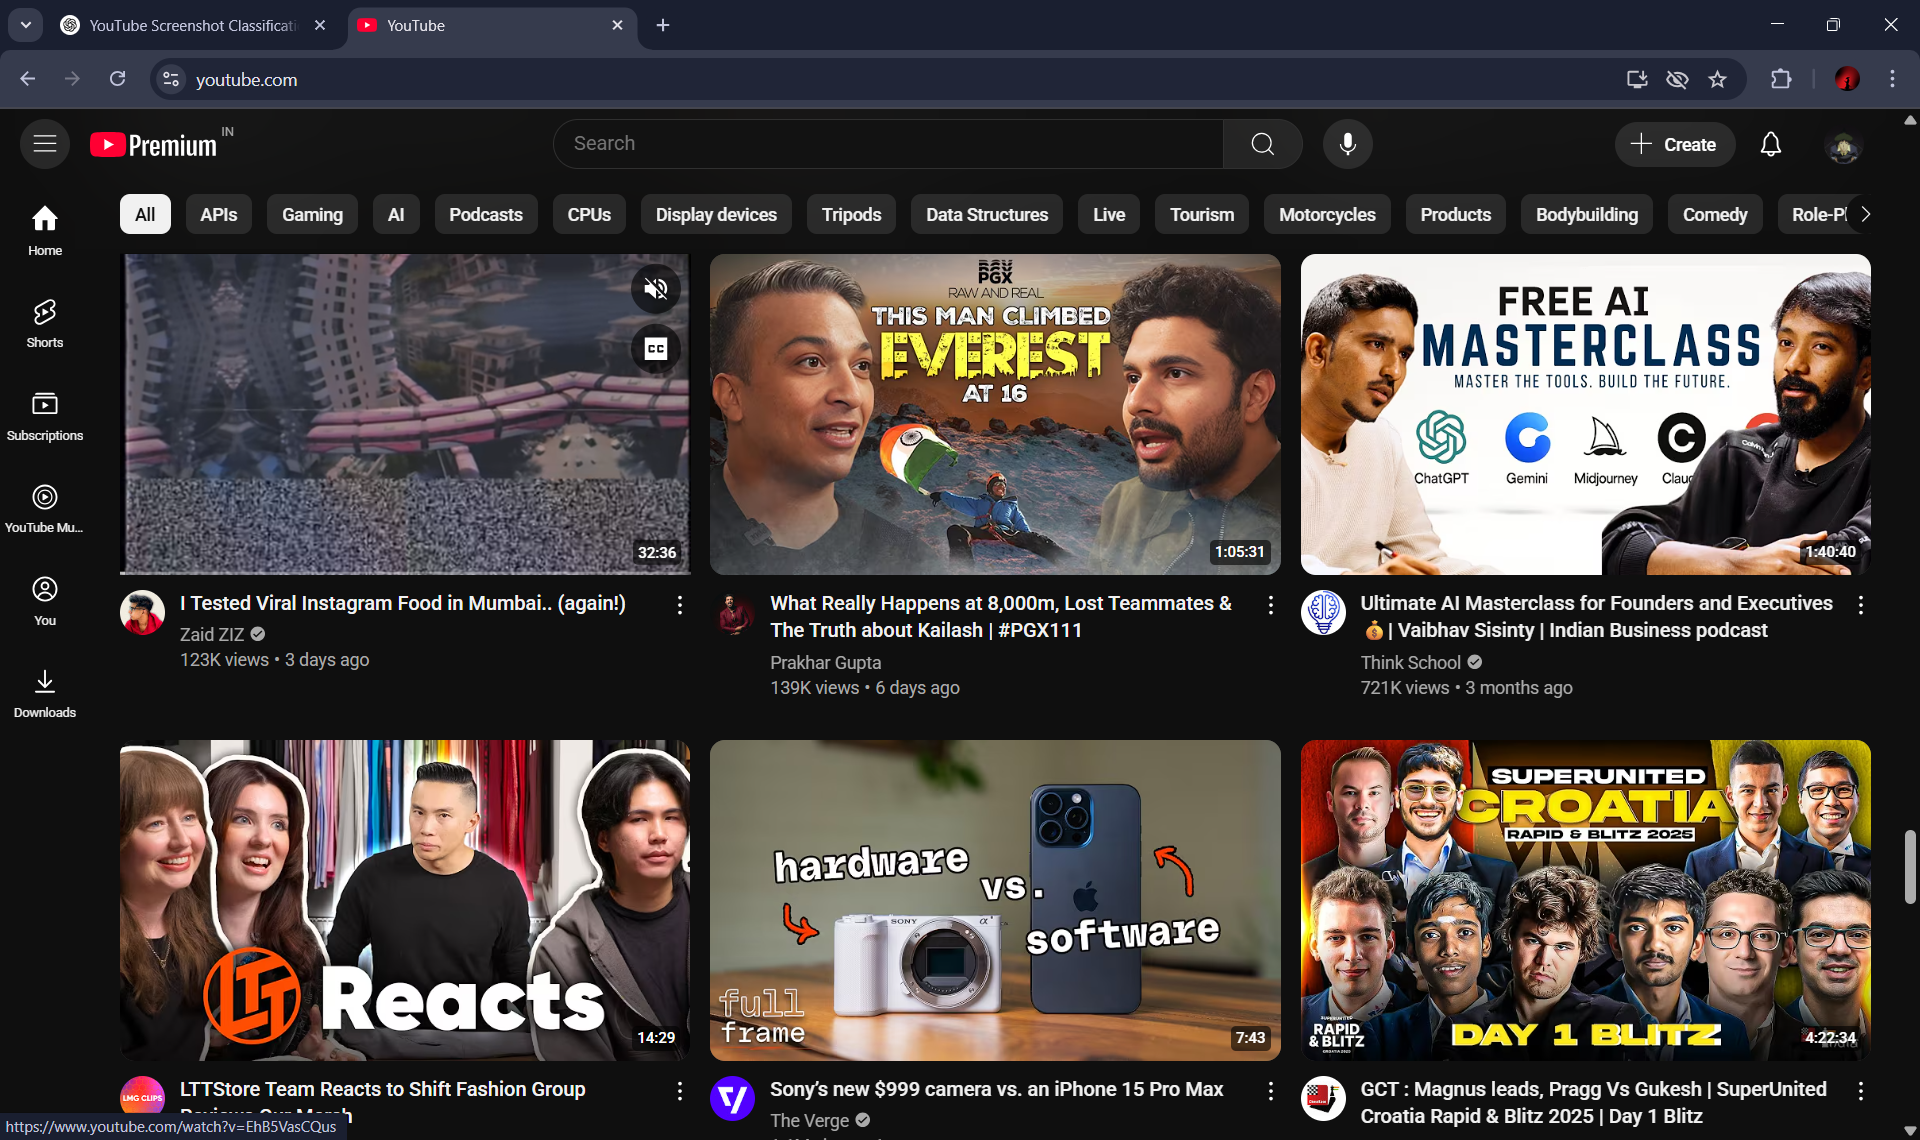 YouTube Screenshot Classificati
YouTube
youtube.com
Premium IN
Search
Create
All
APIs
Gaming
AI
Podcasts
CPUs
Display devices
Tripods
Data Structures
Live
Tourism
Motorcycles
Products
Bodybuilding
Comedy
Role-Pl
Home
Shorts
Subscriptions
YouTube Mu...
You
Downloads
CC
32:36
I Tested Viral Instagram Food in Mumbai.. (again!)
Zaid ZIZ
123K views • 3 days ago
PGX
RAW AND REAL
THIS MAN CLIMBED
EVEREST
AT 16
1:05:31
What Really Happens at 8,000m, Lost Teammates &
The Truth about Kailash | #PGX111
Prakhar Gupta
139K views • 6 days ago
FREE AI
MASTERCLASS
MASTER THE TOOLS. BUILD THE FUTURE.
ChatGPT
Gemini
Midjourney
Claud
1:40:40
Ultimate AI Masterclass for Founders and Executives
💰| Vaibhav Sisinty | Indian Business podcast
Think School
721K views • 3 months ago
LTT Reacts
14:29
LMG CLIPS
LTTStore Team Reacts to Shift Fashion Group
hardware
vs.
software
SONY
full
frame
7:43
Sony’s new $999 camera vs. an iPhone 15 Pro Max
The Verge
SUPERUNITED
CROATIA
RAPID & BLITZ 2025
SUPERUNITED
RAPID
& BLITZ
CROATIA 2025
DAY 1 BLITZ
4:22:34
GCT : Magnus leads, Pragg Vs Gukesh | SuperUnited
Croatia Rapid & Blitz 2025 | Day 1 Blitz
https://www.youtube.com/watch?v=EhB5VasCQus